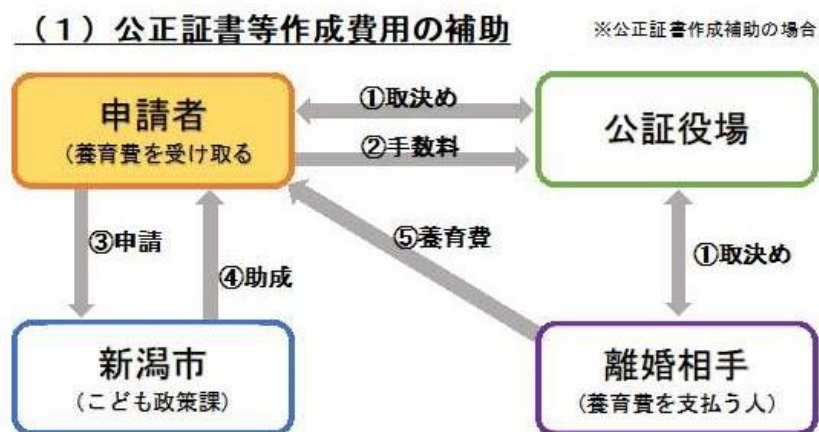 （１）公正証書等作成費用の補助
※公正証書作成補助の場合
申請者
(養育費を受け取る
①取決め
公証役場
②手数料
③申請
④助成
⑤養育費
①取決め
新潟市
(こども政策課)
離婚相手
(養育費を支払う人)